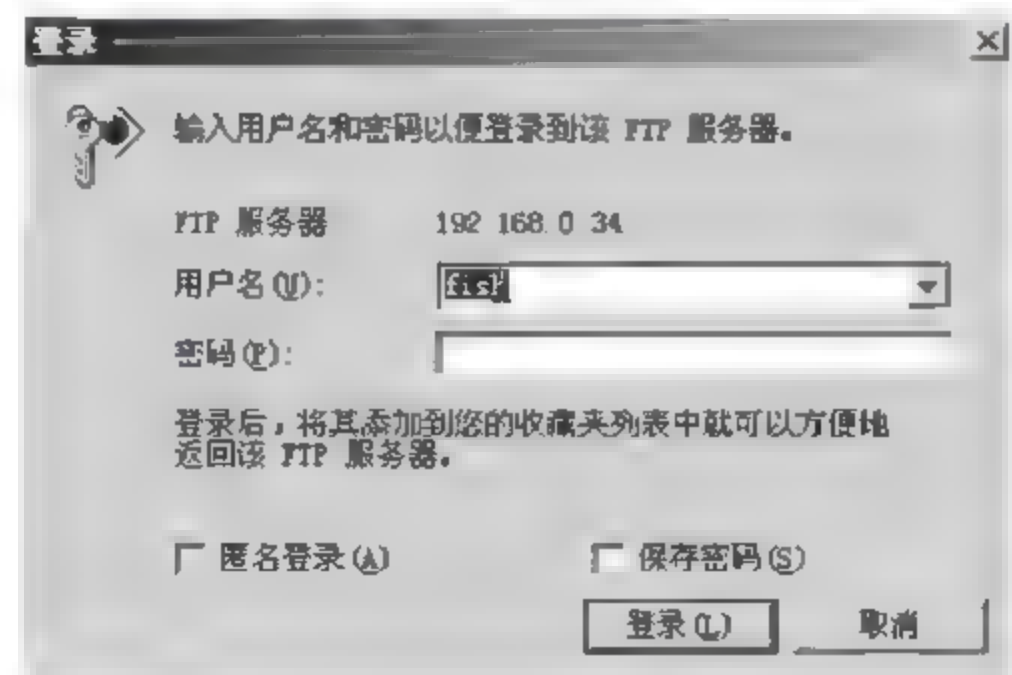 登录
输入用户名和密码以便登录到该 FTP 服务器。
FTP 服务器 192.168.0.34
用户名(U):
密码(P):
登录后,将其添加到您的收藏夹列表中就可以方便地
返回该 FTP 服务器。
匿名登录(A) 保存密码(S)
登录(L) 取消